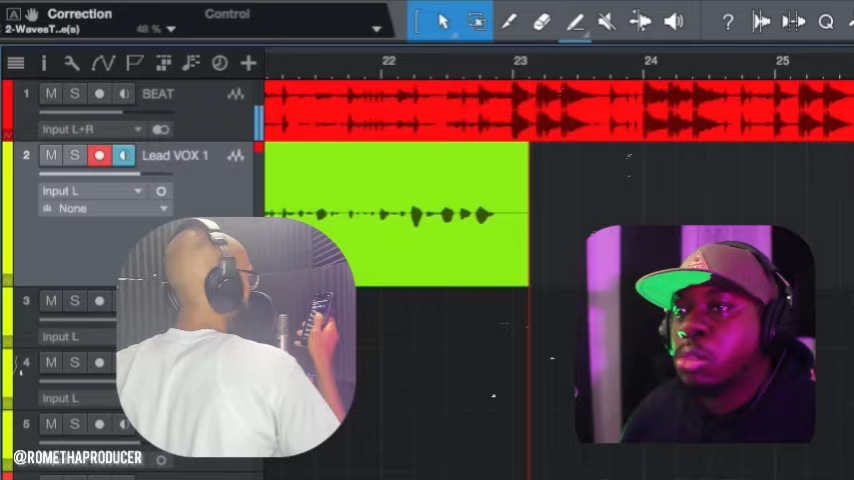 A Correction Control
2-WavesT...e(s) 48 %
22 23 24 25
1 M S BEAT
Input L+R
2 M S Lead VOX 1
Input L
None
3 M S
Input L
4 M S
Input L
5 M S
@ROMETHAPRODUCER